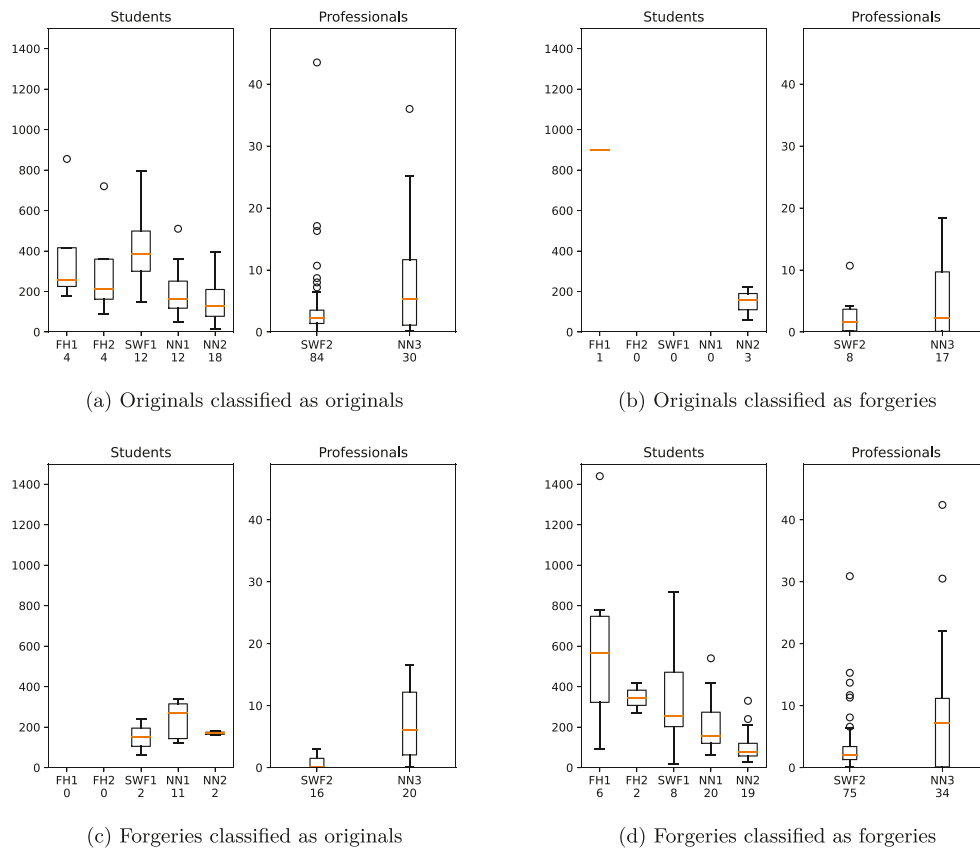 Students Professionals
1400
1200
1000
800
600
400
200
0
40
30
20
10
0
FH1 FH2 SWF1 NN1 NN2
4 4 12 12 18
SWF2 NN3
84 30
(a) Originals classified as originals
Students Professionals
1400
1200
1000
800
600
400
200
0
40
30
20
10
0
FH1 FH2 SWF1 NN1 NN2
1 0 0 0 3
SWF2 NN3
8 17
(b) Originals classified as forgeries
Students Professionals
1400
1200
1000
800
600
400
200
0
40
30
20
10
0
FH1 FH2 SWF1 NN1 NN2
0 0 2 11 2
SWF2 NN3
16 20
(c) Forgeries classified as originals
Students Professionals
1400
1200
1000
800
600
400
200
0
40
30
20
10
0
FH1 FH2 SWF1 NN1 NN2
6 2 8 20 19
SWF2 NN3
75 34
(d) Forgeries classified as forgeries